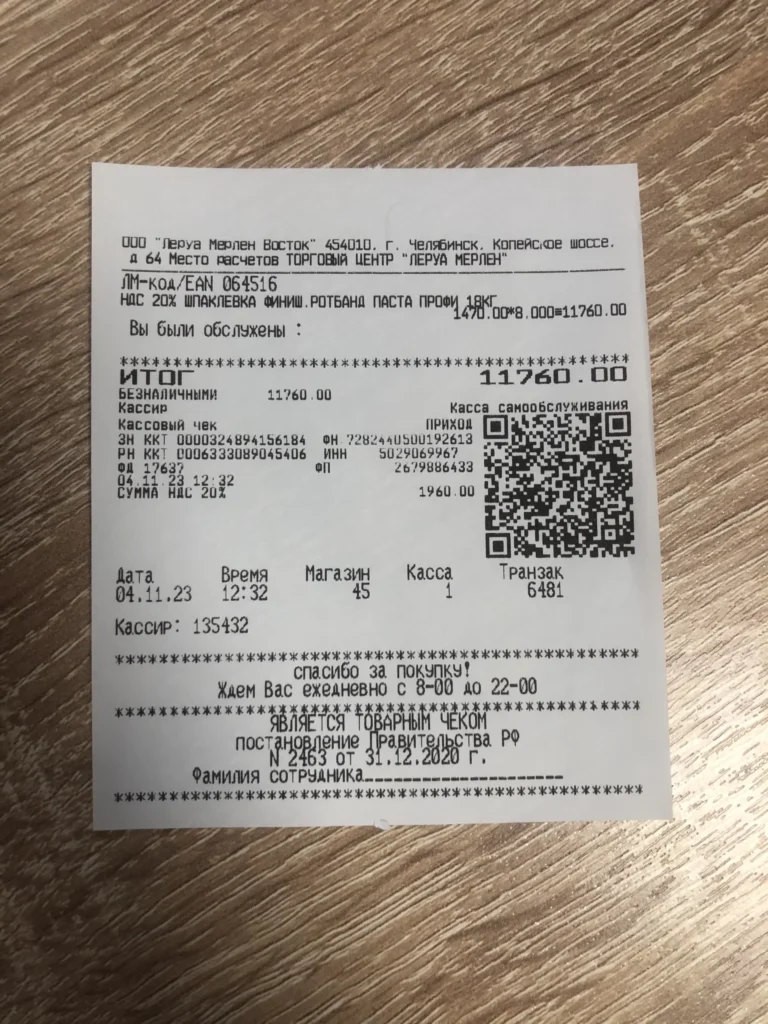 ООО "Леруа Мерлен Восток" 454010, г. Челябинск, Копейское шоссе,
д 64 Место расчетов ТОРГОВЫЙ ЦЕНТР "ЛЕРУА МЕРЛЕН"
ЛМ-код/EAN 064516
НДС 20% ШПАКЛЕВКА ФИНИШ.РОТБАНД ПАСТА ПРОФИ 18КГ
1470.00*8.000=11760.00
Вы были обслужены :
****************************************************
ИТОГ 11760.00
БЕЗНАЛИЧНЫМИ 11760.00
Кассир Касса самообслуживания
Кассовый чек ПРИХОД
ЗН ККТ 0000324894156184 ФН 7282440500192613
РН ККТ 0006333089045406 ИНН 5029069967
ФД 17637 ФП 2679886433
04.11.23 12:32
СУММА НДС 20% 1960.00
Дата Время Магазин Касса Транзак
04.11.23 12:32 45 1 6481
Кассир: 135432
****************************************************
спасибо за покупку!
Ждем Вас ежедневно с 8-00 до 22-00
****************************************************
ЯВЛЯЕТСЯ ТОВАРНЫМ ЧЕКОМ
постановление Правительства РФ
N 2463 от 31.12.2020 г.
Фамилия сотрудника______________________
****************************************************